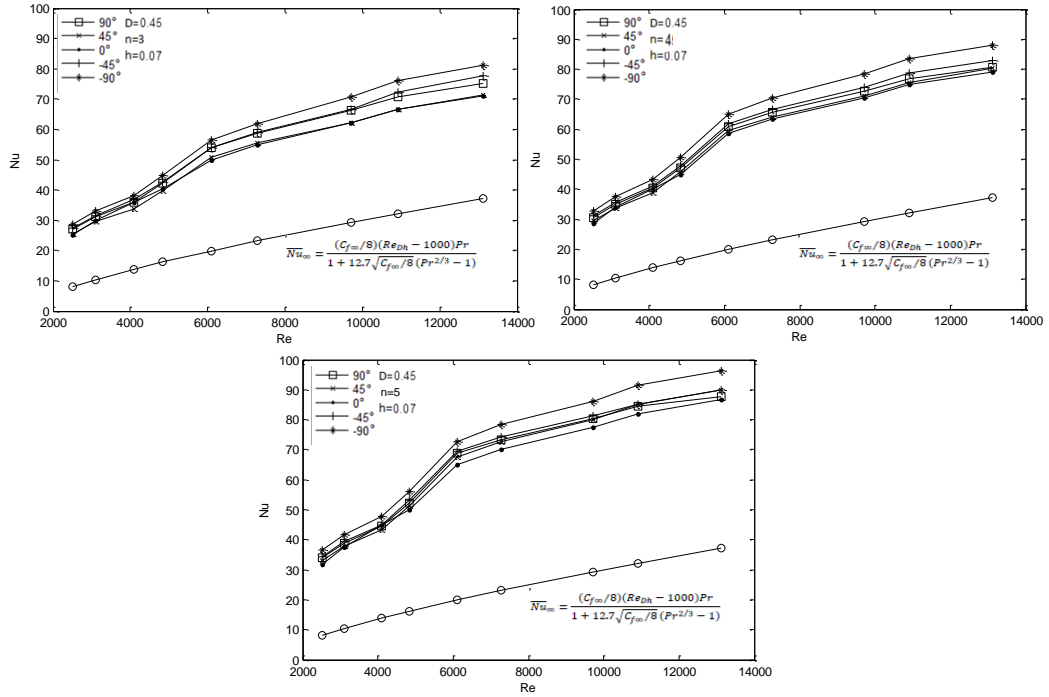 100
90
80
70
60
50
40
30
20
10
0
Nu
90° D=0.45
45° n=3
0° h=0.07
-45°
-90°
Nu∞ = (Cf∞/8)(ReDh − 1000)Pr
1 + 12.7√Cf∞/8 (Pr2/3 − 1)
2000 4000 6000 8000 10000 12000 14000
Re
100
90
80
70
60
50
40
30
20
10
0
Nu
90° D=0.45
45° n=4
0° h=0.07
-45°
-90°
Nu∞ = (Cf∞/8)(ReDh − 1000)Pr
1 + 12.7√Cf∞/8 (Pr2/3 − 1)
2000 4000 6000 8000 10000 12000 14000
Re
100
90
80
70
60
50
40
30
20
10
0
Nu
90° D=0.45
45° n=5
0° h=0.07
-45°
-90°
Nu∞ = (Cf∞/8)(ReDh − 1000)Pr
1 + 12.7√Cf∞/8 (Pr2/3 − 1)
2000 4000 6000 8000 10000 12000 14000
Re